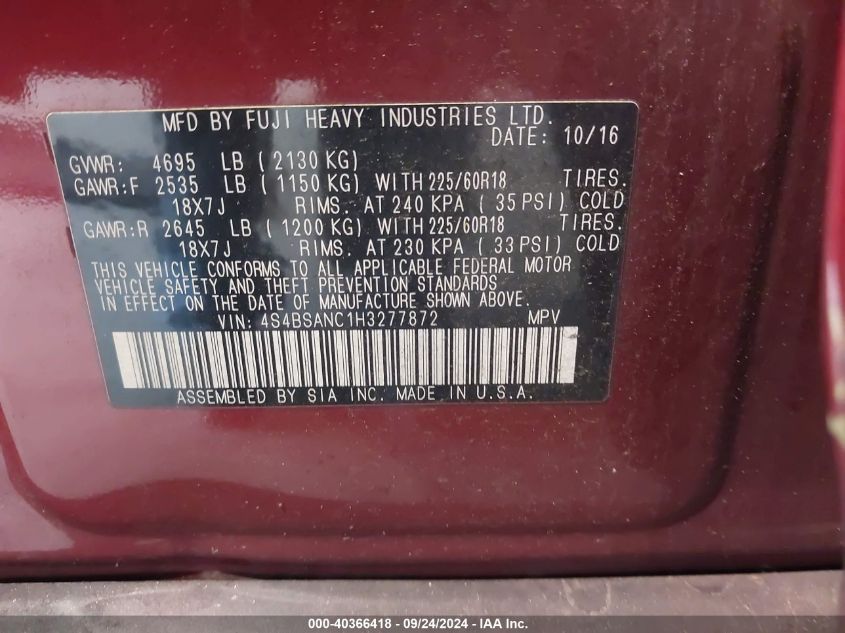 MFD BY FUJI HEAVY INDUSTRIES LTD.
DATE: 10/16
GVWR: 4695 LB (2130 KG)
GAWR:F 2535 LB (1150 KG) WITH 225/60R18 TIRES.
18X7J RIMS. AT 240 KPA (35 PSI) COLD
GAWR:R 2645 LB (1200 KG) WITH 225/60R18 TIRES.
18X7J RIMS. AT 230 KPA (33 PSI) COLD
THIS VEHICLE CONFORMS TO ALL APPLICABLE FEDERAL MOTOR
VEHICLE SAFETY AND THEFT PREVENTION STANDARDS
IN EFFECT ON THE DATE OF MANUFACTURE SHOWN ABOVE.
VIN: 4S4BSANC1H3277872 MPV
ASSEMBLED BY SIA INC. MADE IN U.S.A.
000-40366418 - 09/24/2024 - IAA Inc.